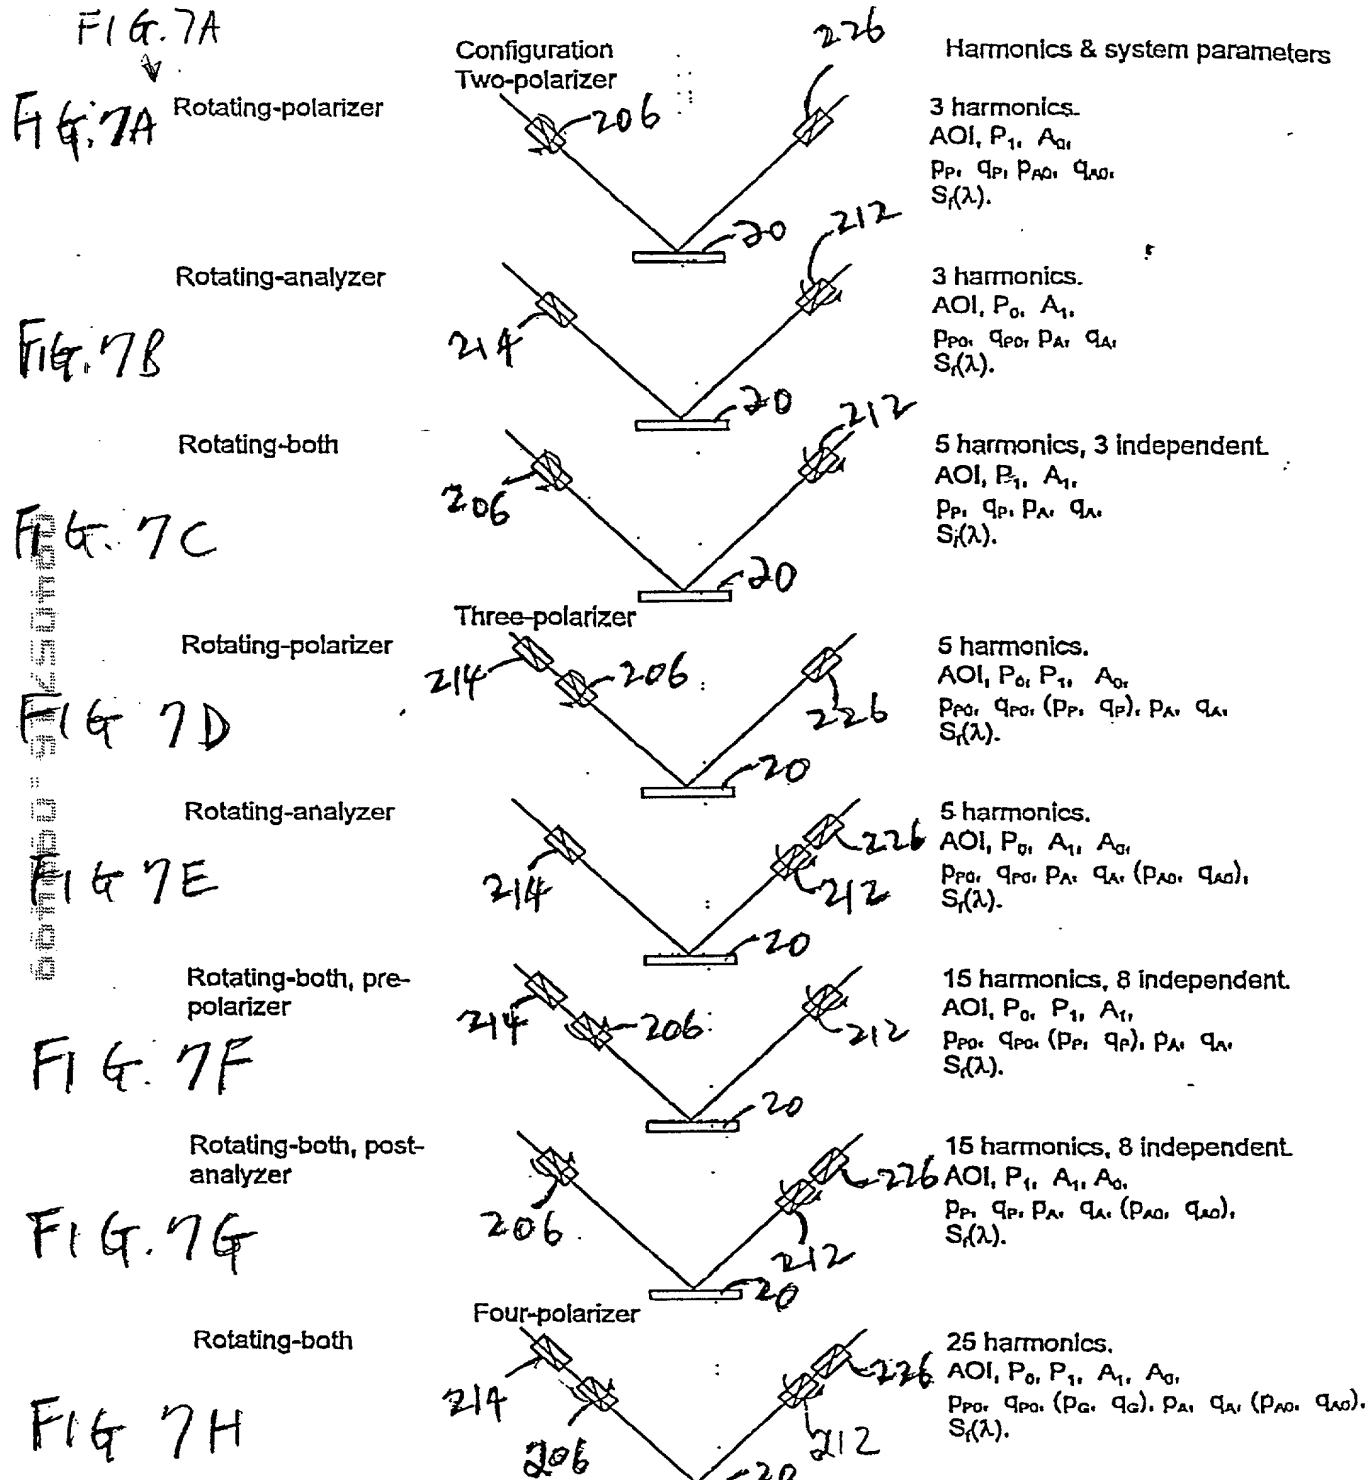 FIG. 7A
Configuration
Two-polarizer
226
Harmonics & system parameters
FIG. 7A
Rotating-polarizer
206
3 harmonics.
AOI, P₁, A₀,
pP, qP, pA0, qA0,
Sᵢ(λ).
20
212
Rotating-analyzer
FIG. 7B
214
3 harmonics.
AOI, P₀, A₁,
pP0, qP0, pA, qA,
Sᵢ(λ).
20
212
Rotating-both
FIG. 7C
206
5 harmonics, 3 independent.
AOI, P₁, A₁,
pP, qP, pA, qA,
Sᵢ(λ).
20
Three-polarizer
Rotating-polarizer
FIG 7D
214
206
226
5 harmonics.
AOI, P₀, P₁, A₀,
pP0, qP0, (pP, qP), pA, qA,
Sᵢ(λ).
20
Rotating-analyzer
FIG 7E
214
226
212
5 harmonics.
AOI, P₀, A₁, A₀,
pP0, qP0, pA, qA, (pA0, qA0),
Sᵢ(λ).
20
Rotating-both, pre-
polarizer
FIG. 7F
214
206
212
15 harmonics, 8 independent.
AOI, P₀, P₁, A₁,
pP0, qP0, (pP, qP), pA, qA,
Sᵢ(λ).
20
Rotating-both, post-
analyzer
FIG. 7G
206
226
212
15 harmonics, 8 independent.
AOI, P₁, A₁, A₀,
pP, qP, pA, qA, (pA0, qA0),
Sᵢ(λ).
20
Four-polarizer
Rotating-both
FIG 7H
214
206
226
212
25 harmonics.
AOI, P₀, P₁, A₁, A₀,
pP0, qP0, (pG, qG), pA, qA, (pA0, qA0),
Sᵢ(λ).
20